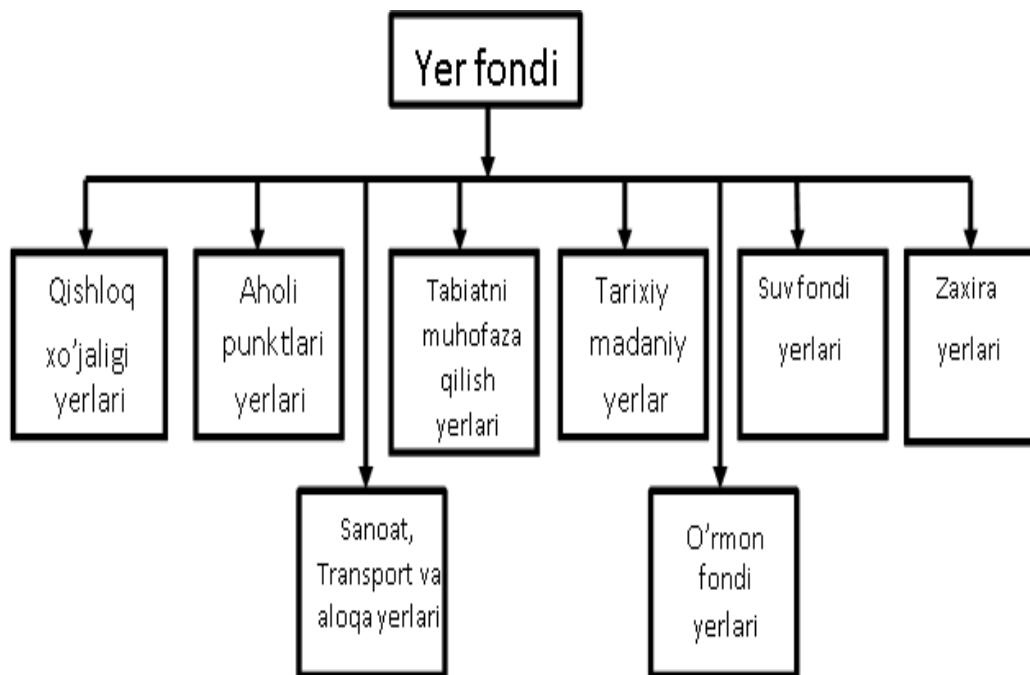 Yer fondi
Qishloq
xo’jaligi
yerlari
Aholi
punktlari
yerlari
Tabiatni
muhofaza
qilish
yerlari
Tarixiy
madaniy
yerlar
Suv fondi
yerlari
Zaxira
yerlari
Sanoat,
Transport va
aloqa yerlari
O’rmon
fondi
yerlari